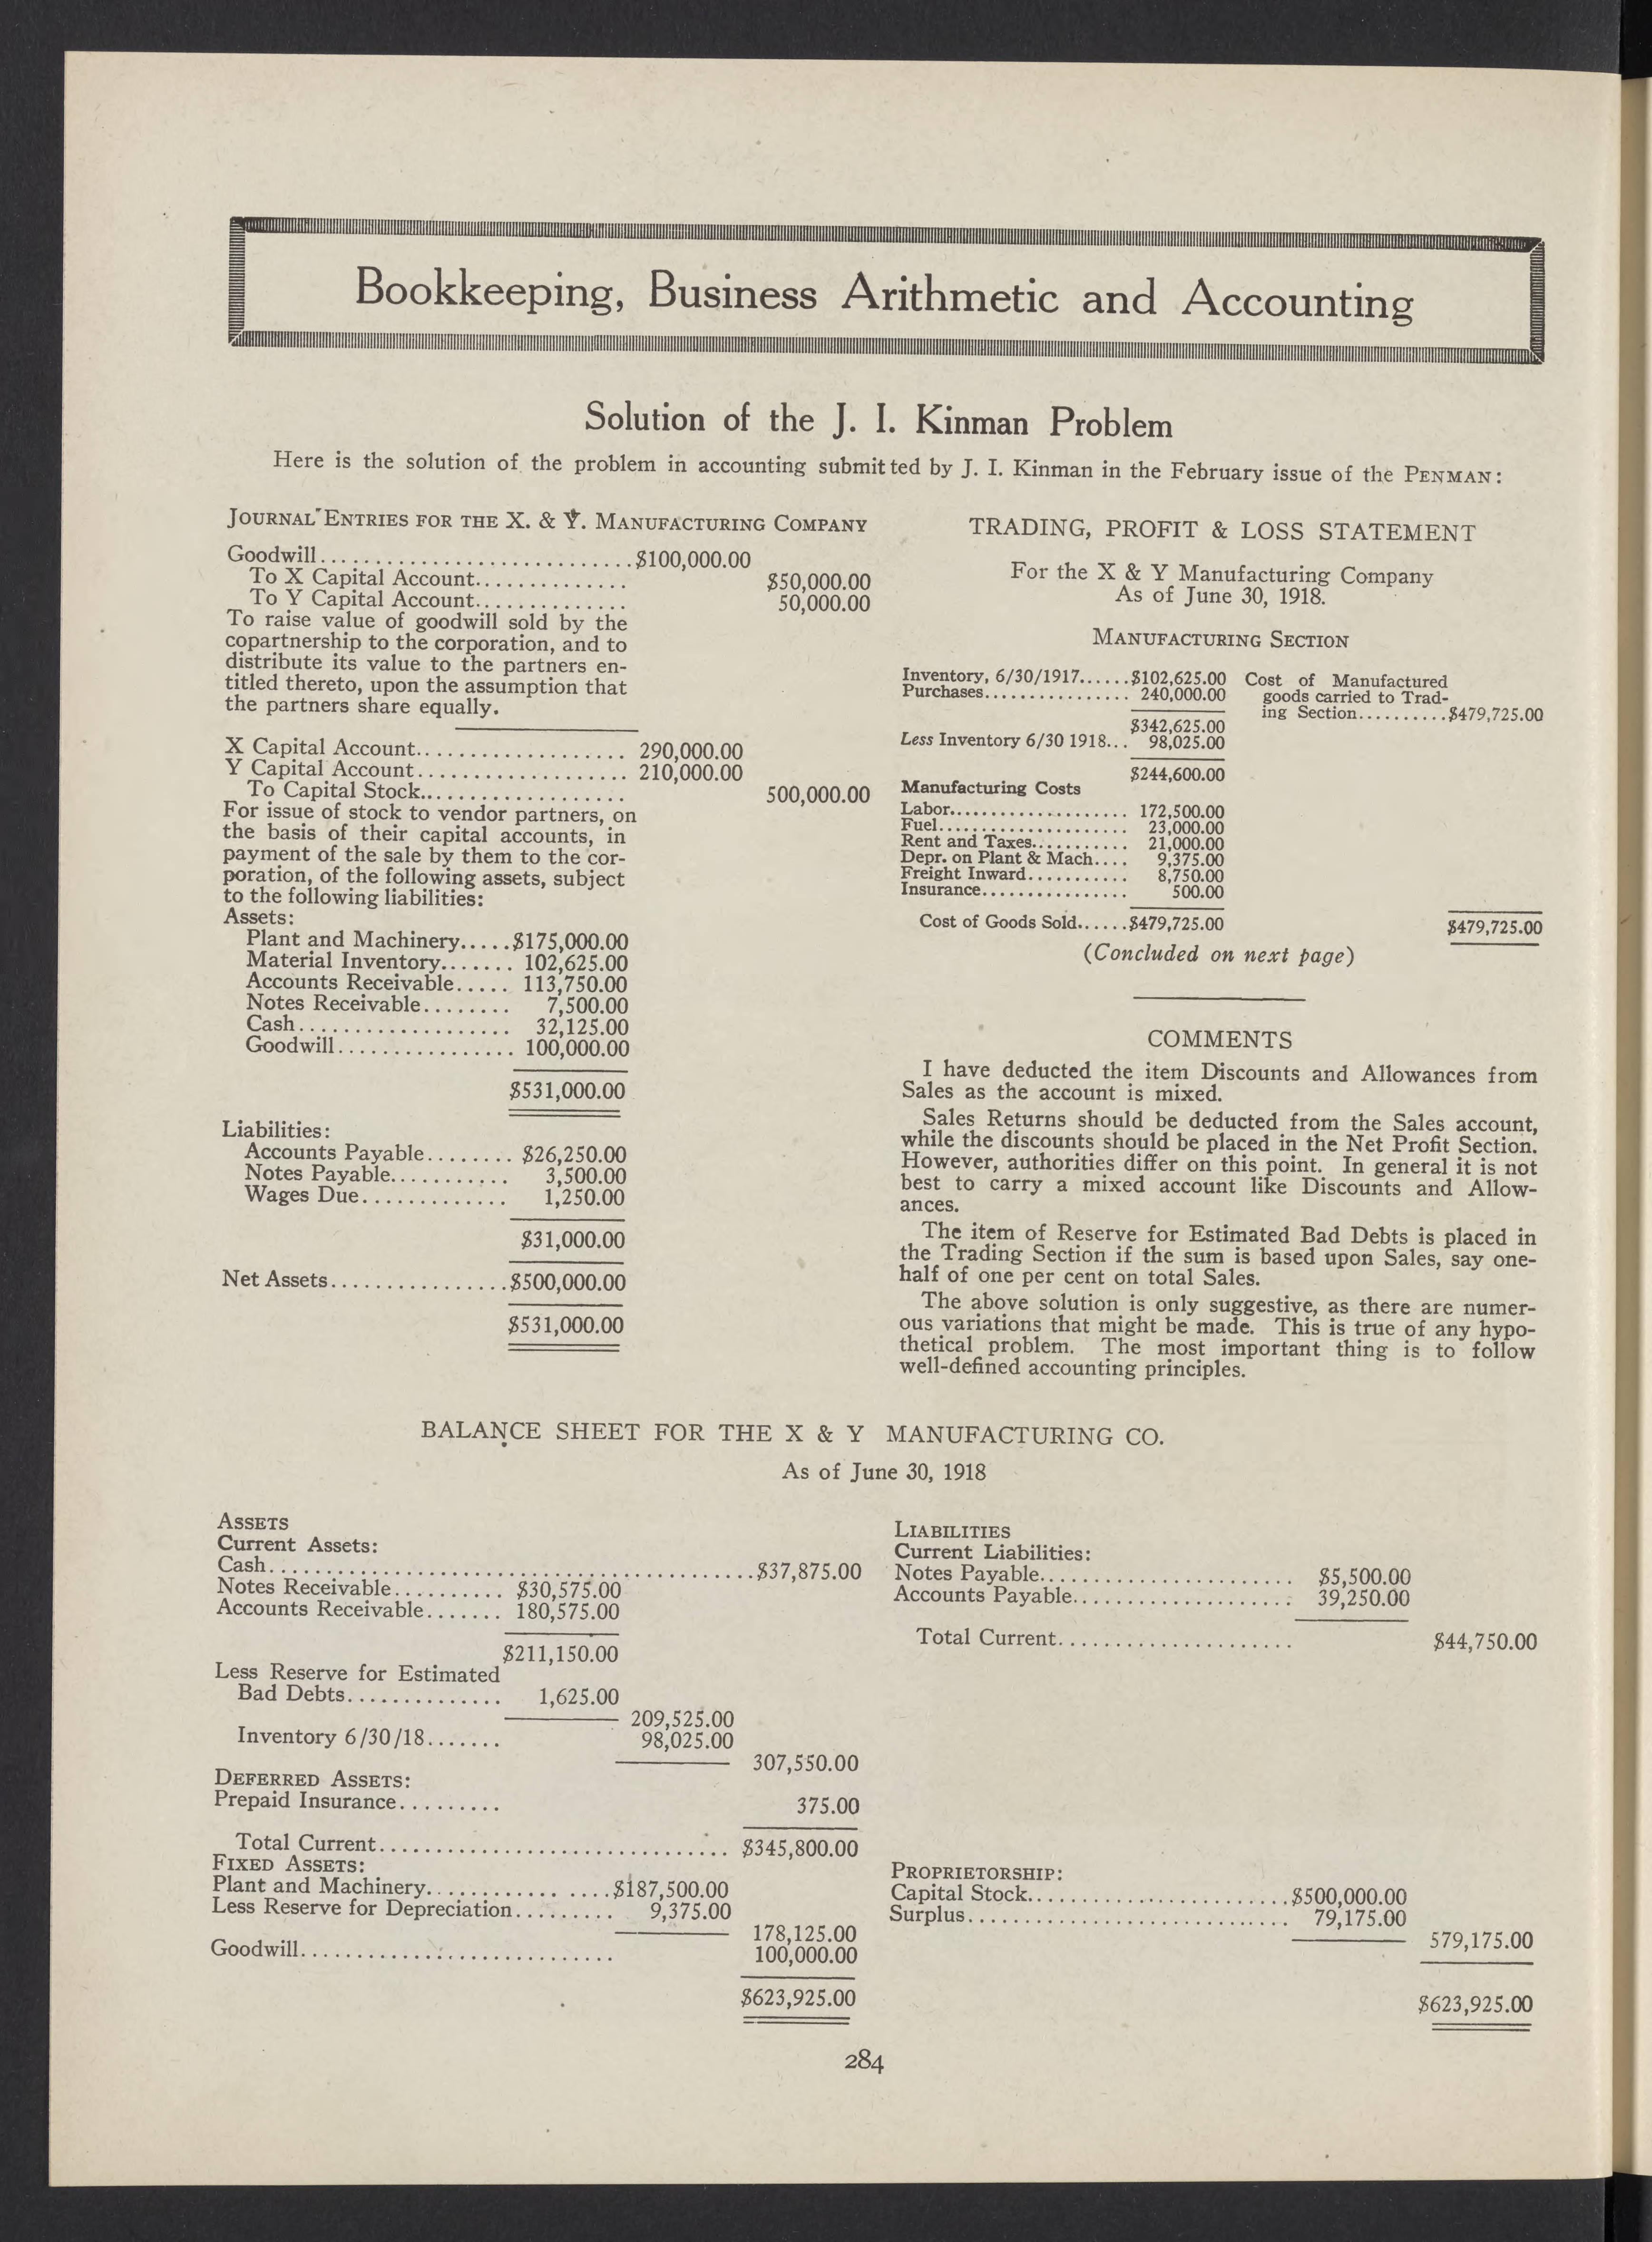 Bookkeeping, Business Arithmetic and Accounting
Solution of the J. I. Kinman Problem
Here is the solution of the problem in accounting submitted by J. I. Kinman in the February issue of the PENMAN:
JOURNAL ENTRIES FOR THE X. & Y. MANUFACTURING COMPANY
Goodwill............................$100,000.00
To X Capital Account.............. $50,000.00
To Y Capital Account.............. 50,000.00
To raise value of goodwill sold by the
copartnership to the corporation, and to
distribute its value to the partners en-
titled thereto, upon the assumption that
the partners share equally.
X Capital Account................... 290,000.00
Y Capital Account................... 210,000.00
To Capital Stock................... 500,000.00
For issue of stock to vendor partners, on
the basis of their capital accounts, in
payment of the sale by them to the cor-
poration, of the following assets, subject
to the following liabilities:
Assets:
Plant and Machinery.....$175,000.00
Material Inventory....... 102,625.00
Accounts Receivable..... 113,750.00
Notes Receivable........ 7,500.00
Cash................... 32,125.00
Goodwill................ 100,000.00
$531,000.00
Liabilities:
Accounts Payable........ $26,250.00
Notes Payable........... 3,500.00
Wages Due............. 1,250.00
$31,000.00
Net Assets................$500,000.00
$531,000.00
TRADING, PROFIT & LOSS STATEMENT
For the X & Y Manufacturing Company
As of June 30, 1918.
MANUFACTURING SECTION
Inventory, 6/30/1917......$102,625.00 Cost of Manufactured
Purchases................ 240,000.00 goods carried to Trad-
ing Section..........$479,725.00
$342,625.00
Less Inventory 6/30 1918... 98,025.00
$244,600.00
Manufacturing Costs
Labor................... 172,500.00
Fuel..................... 23,000.00
Rent and Taxes........... 21,000.00
Depr. on Plant & Mach.... 9,375.00
Freight Inward........... 8,750.00
Insurance................ 500.00
Cost of Goods Sold......$479,725.00 $479,725.00
(Concluded on next page)
COMMENTS
I have deducted the item Discounts and Allowances from
Sales as the account is mixed.
Sales Returns should be deducted from the Sales account,
while the discounts should be placed in the Net Profit Section.
However, authorities differ on this point. In general it is not
best to carry a mixed account like Discounts and Allow-
ances.
The item of Reserve for Estimated Bad Debts is placed in
the Trading Section if the sum is based upon Sales, say one-
half of one per cent on total Sales.
The above solution is only suggestive, as there are numer-
ous variations that might be made. This is true of any hypo-
thetical problem. The most important thing is to follow
well-defined accounting principles.
BALANCE SHEET FOR THE X & Y MANUFACTURING CO.
As of June 30, 1918
ASSETS
Current Assets:
Cash...........................................$37,875.00
Notes Receivable.......... $30,575.00
Accounts Receivable....... 180,575.00
$211,150.00
Less Reserve for Estimated
Bad Debts.............. 1,625.00
209,525.00
Inventory 6/30/18....... 98,025.00
307,550.00
DEFERRED ASSETS:
Prepaid Insurance......... 375.00
Total Current............................... $345,800.00
FIXED ASSETS:
Plant and Machinery................$187,500.00
Less Reserve for Depreciation......... 9,375.00
178,125.00
Goodwill............................ 100,000.00
$623,925.00
LIABILITIES
Current Liabilities:
Notes Payable....................... $5,500.00
Accounts Payable.................... 39,250.00
Total Current...................... $44,750.00
PROPRIETORSHIP:
Capital Stock.......................$500,000.00
Surplus............................. 79,175.00
579,175.00
$623,925.00
284